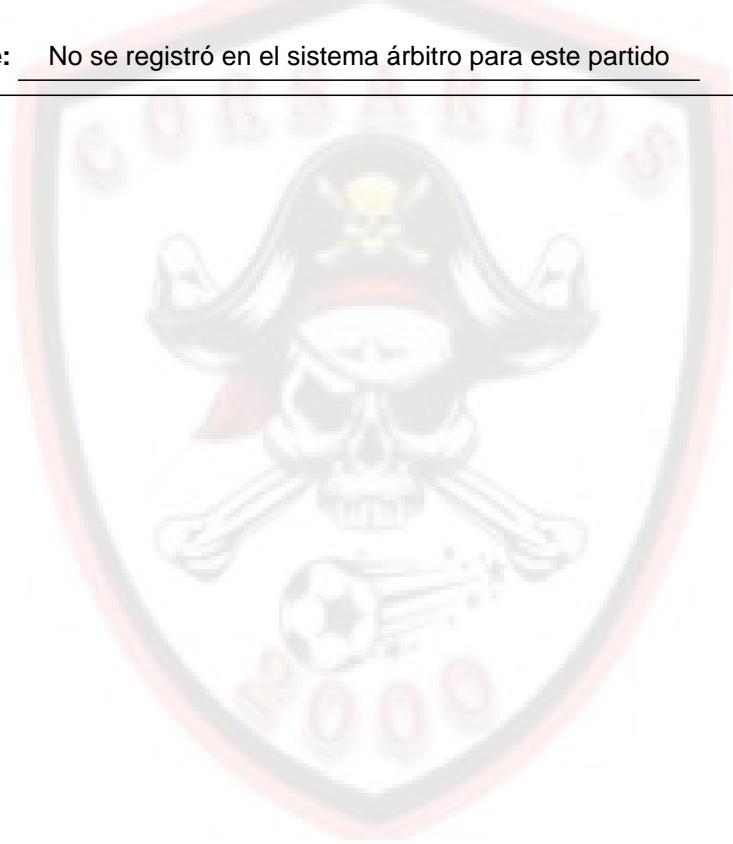 e: No se registró en el sistema árbitro para este partido
CORSARIOS
2000